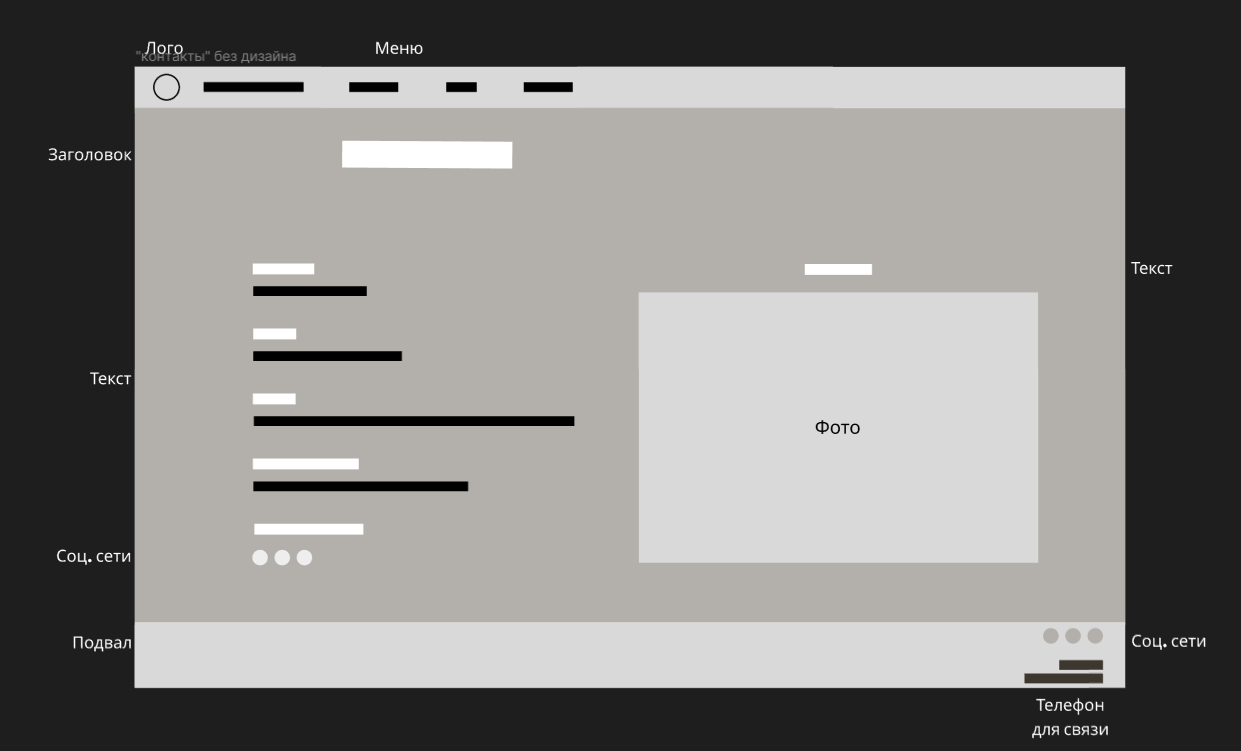 Лого
"контакты" без дизайна
Меню
Заголовок
Текст
Текст
Фото
Соц. сети
Подвал
Соц. сети
Телефон
для связи